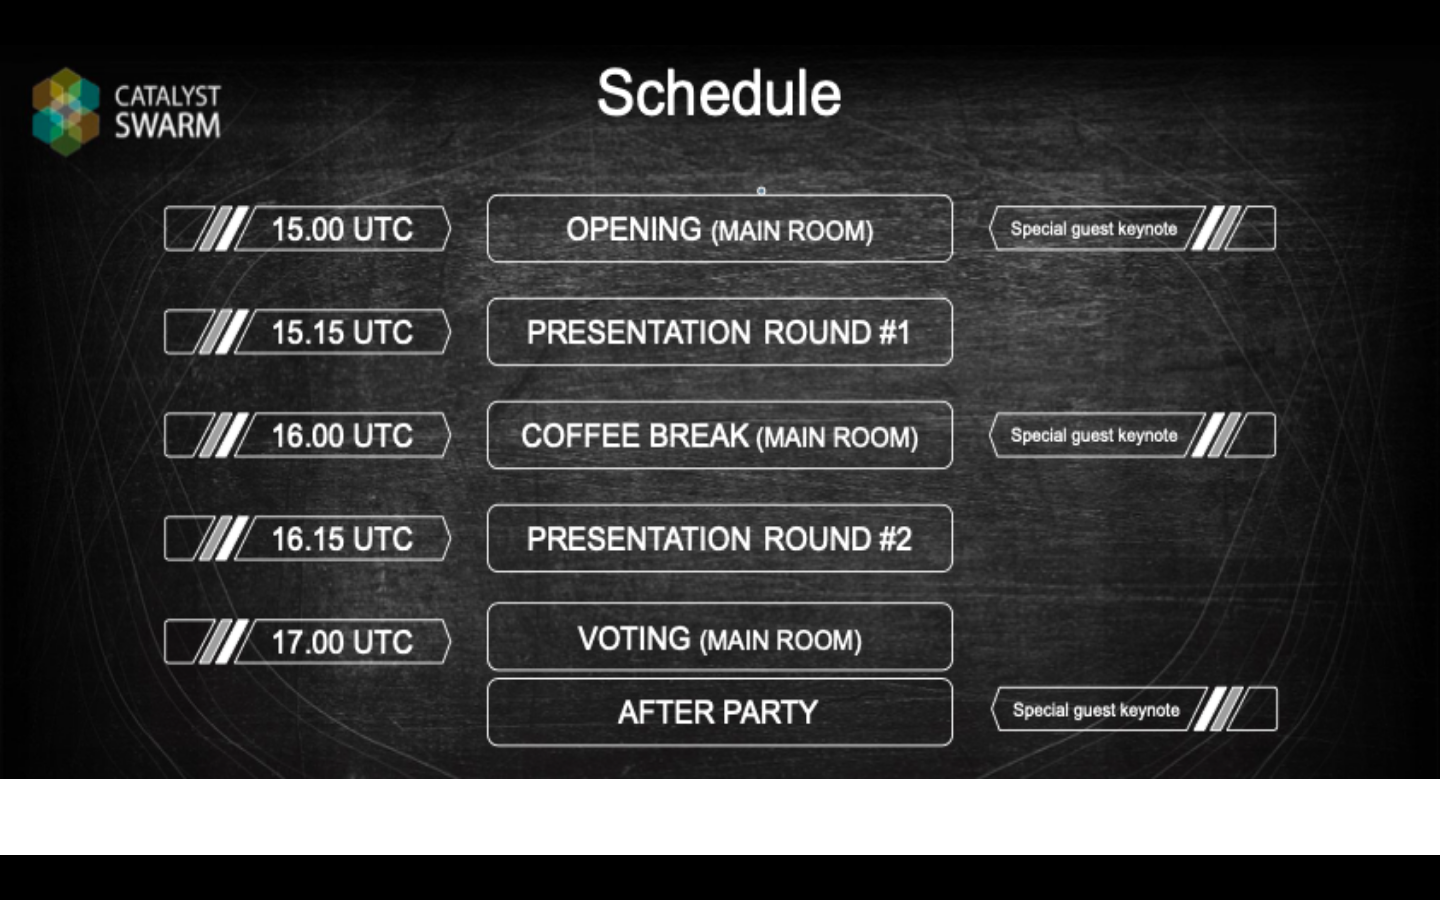 CATALYST
SWARM
Schedule
15.00 UTC
OPENING (MAIN ROOM)
Special guest keynote
15.15 UTC
PRESENTATION ROUND #1
16.00 UTC
COFFEE BREAK (MAIN ROOM)
Special guest keynote
16.15 UTC
PRESENTATION ROUND #2
17.00 UTC
VOTING (MAIN ROOM)
AFTER PARTY
Special guest keynote